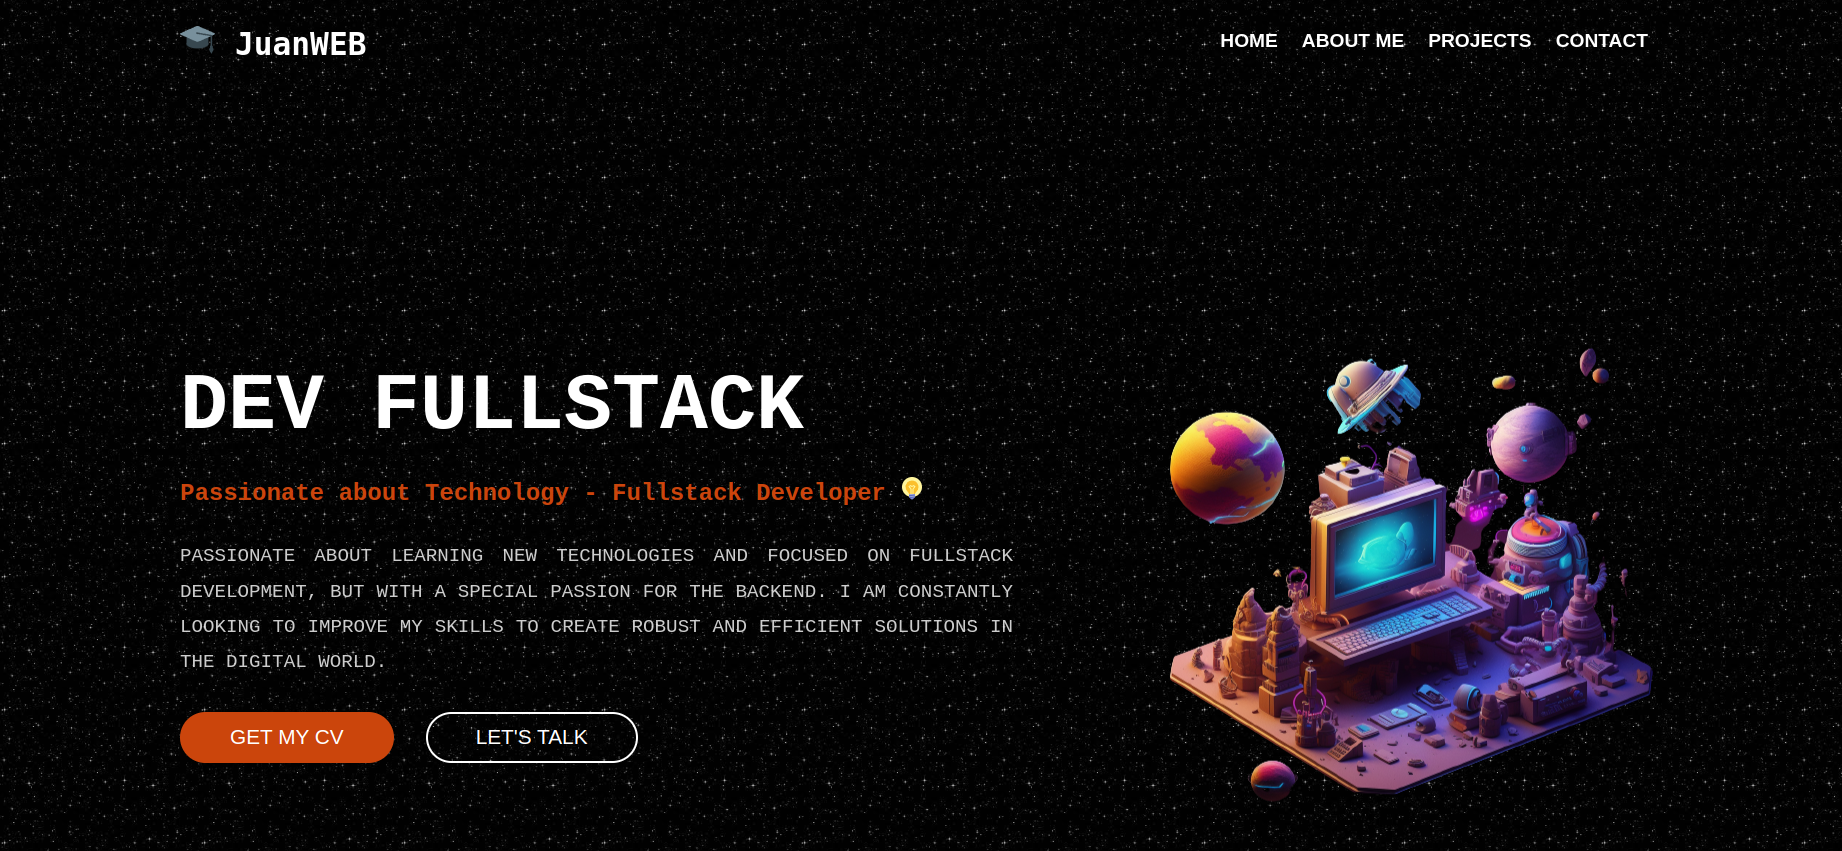 JuanWEB
HOME ABOUT ME PROJECTS CONTACT
DEV FULLSTACK
Passionate about Technology - Fullstack Developer
PASSIONATE ABOUT LEARNING NEW TECHNOLOGIES AND FOCUSED ON FULLSTACK
DEVELOPMENT, BUT WITH A SPECIAL PASSION FOR THE BACKEND. I AM CONSTANTLY
LOOKING TO IMPROVE MY SKILLS TO CREATE ROBUST AND EFFICIENT SOLUTIONS IN
THE DIGITAL WORLD.
GET MY CV LET'S TALK